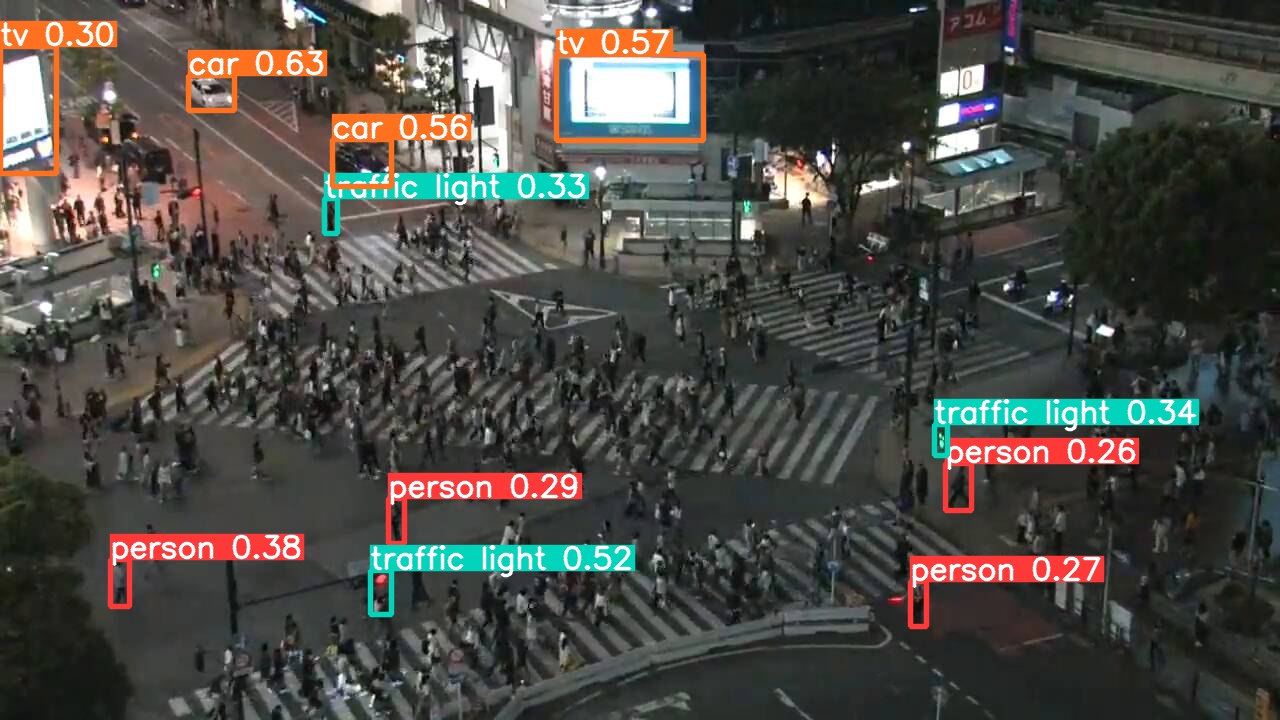 tv 0.30
tv 0.57
car 0.63
アコム
car 0.56
traffic light 0.33
traffic light 0.34
person 0.26
person 0.29
person 0.38
traffic light 0.52
person 0.27